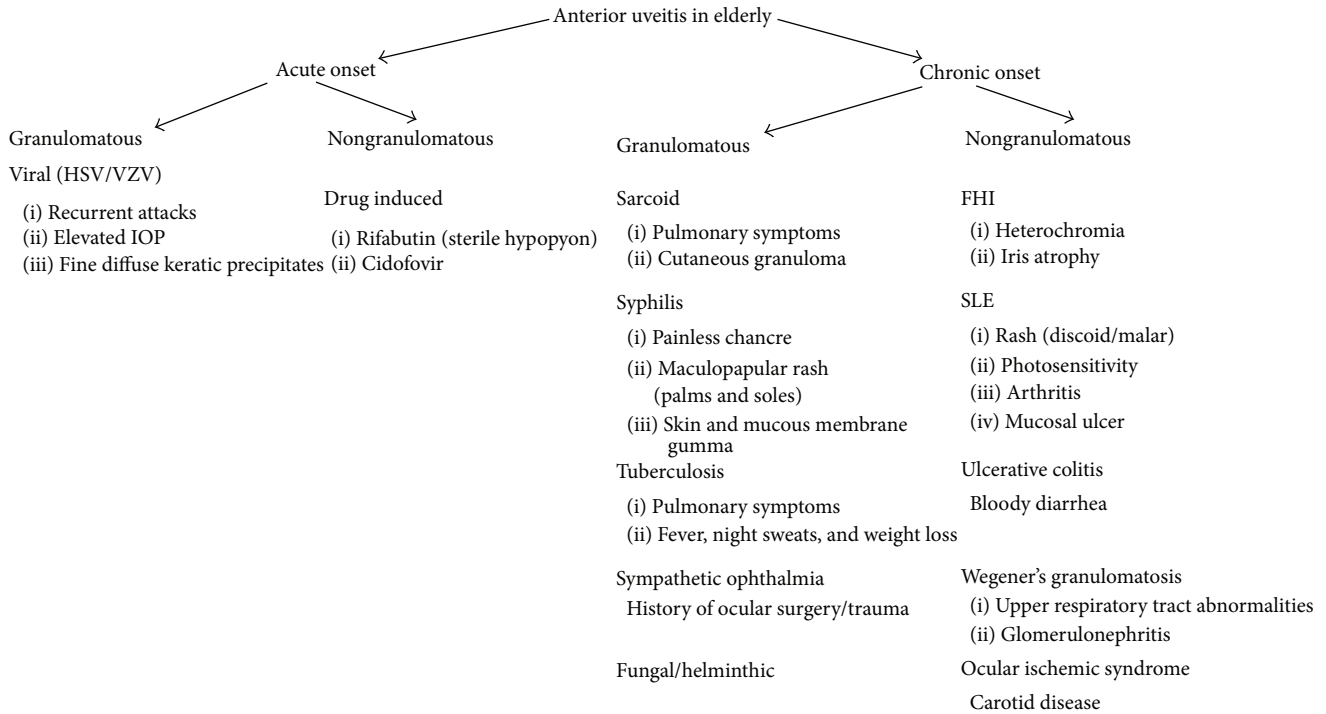 Anterior uveitis in elderly
Acute onset
Chronic onset
Granulomatous
Viral (HSV/VZV)
(i) Recurrent attacks
(ii) Elevated IOP
(iii) Fine diffuse keratic precipitates
Nongranulomatous
Drug induced
(i) Rifabutin (sterile hypopyon)
(ii) Cidofovir
Granulomatous
Sarcoid
(i) Pulmonary symptoms
(ii) Cutaneous granuloma
Syphilis
(i) Painless chancre
(ii) Maculopapular rash
(palms and soles)
(iii) Skin and mucous membrane
gumma
Tuberculosis
(i) Pulmonary symptoms
(ii) Fever, night sweats, and weight loss
Sympathetic ophthalmia
History of ocular surgery/trauma
Fungal/helminthic
Nongranulomatous
FHI
(i) Heterochromia
(ii) Iris atrophy
SLE
(i) Rash (discoid/malar)
(ii) Photosensitivity
(iii) Arthritis
(iv) Mucosal ulcer
Ulcerative colitis
Bloody diarrhea
Wegener's granulomatosis
(i) Upper respiratory tract abnormalities
(ii) Glomerulonephritis
Ocular ischemic syndrome
Carotid disease